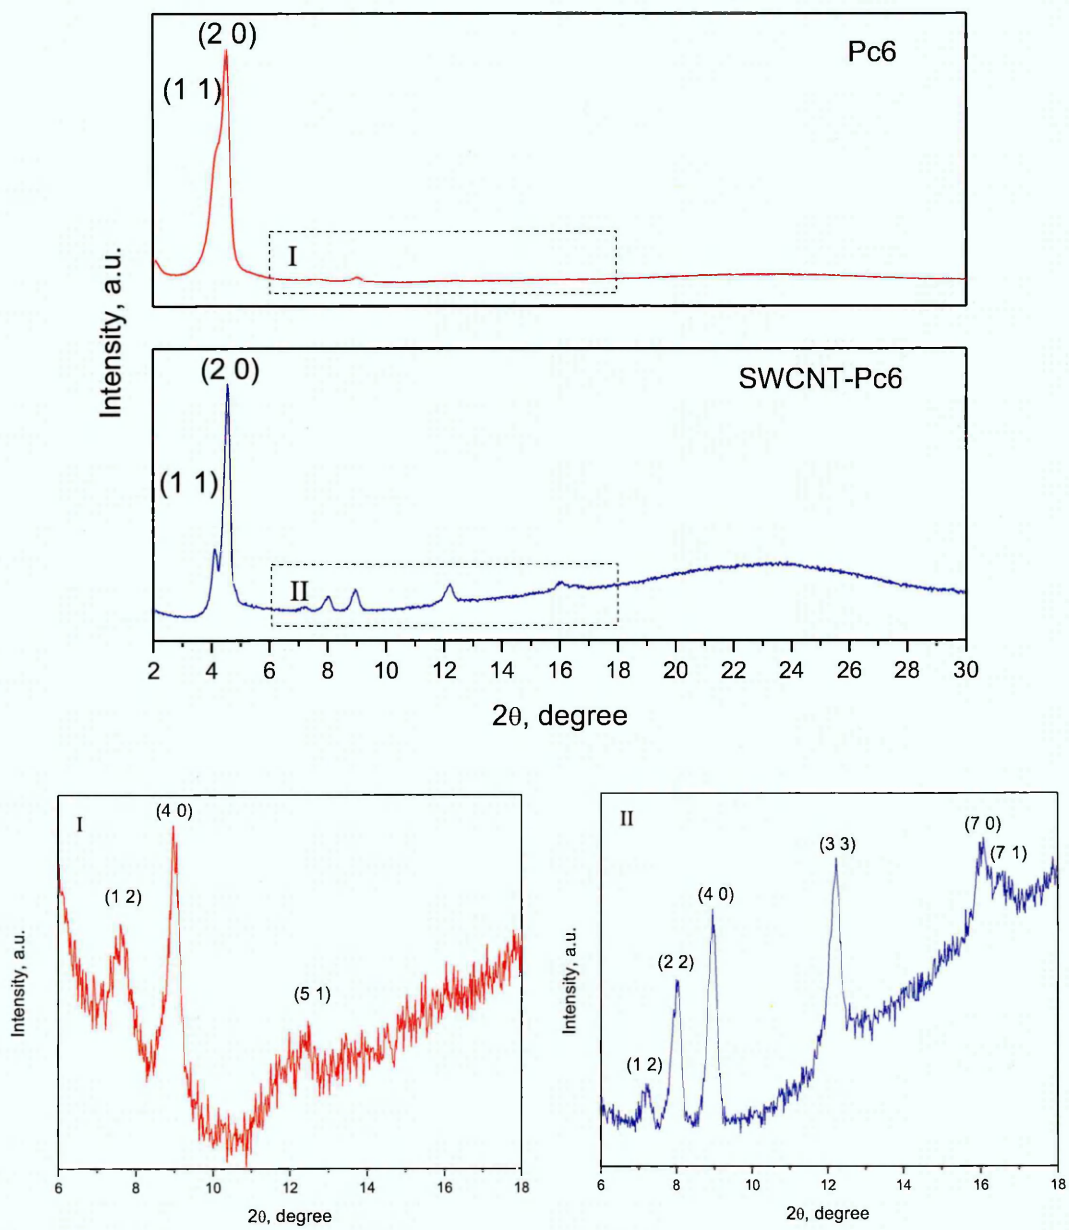 (2 0)
Pc6
(1 1)
I
Intensity, a.u.
(2 0)
SWCNT-Pc6
(1 1)
II
2 4 6 8 10 12 14 16 18 20 22 24 26 28 30
2θ, degree
I
(4 0)
(1 2)
(5 1)
Intensity, a.u.
6 8 10 12 14 16 18
2θ, degree
II
(7 0)
(7 1)
(3 3)
(4 0)
(2 2)
(1 2)
Intensity, a.u.
6 8 10 12 14 16 18
2θ, degree